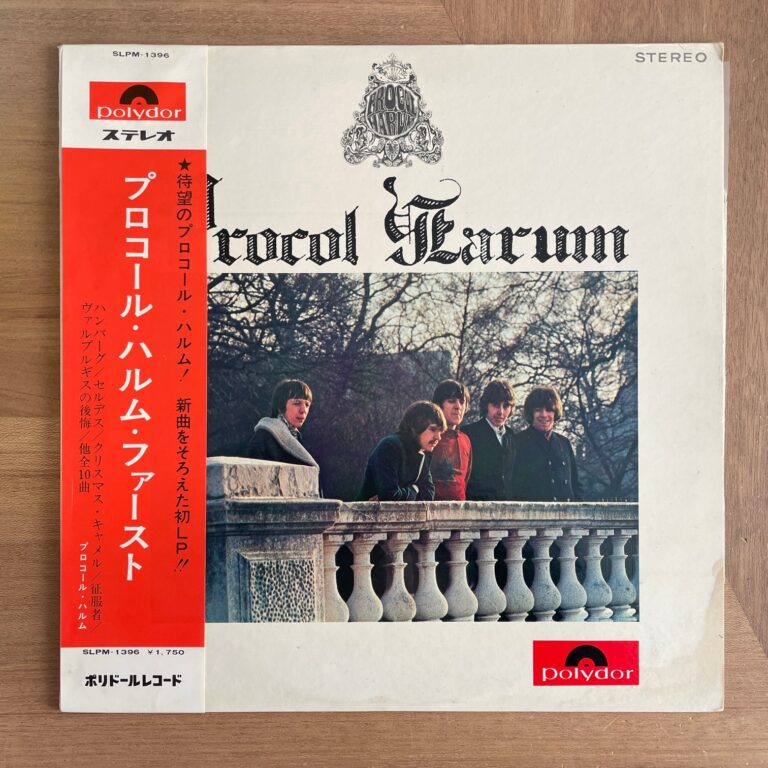 SLPM-1396
polydor
ステレオ
★待望のプロコール・ハルム! 新曲をそろえた初LP!!
プロコール・ハルム・ファースト
ハンバーグ/セルデス/クリスマス・キャメル/征服者/
ヴァルプルギスの後悔/他全10曲
プロコール・ハルム
SLPM-1396 ￥1,750
ポリドールレコード
STEREO
PROCOL
HARUM
Procol Harum
polydor